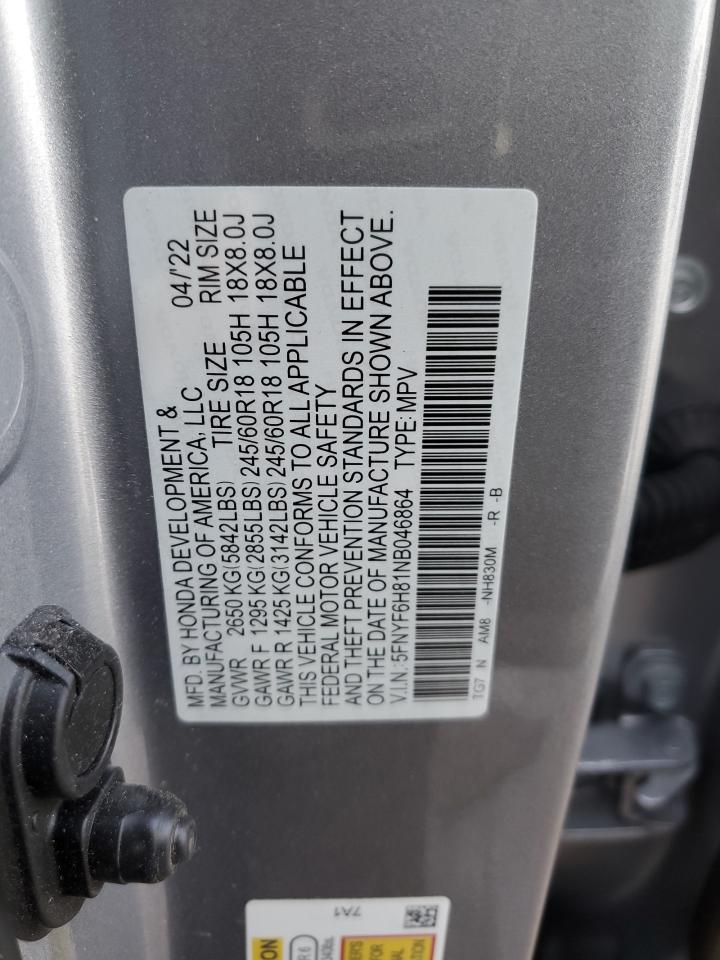 MFD. BY HONDA DEVELOPMENT & 04/'22
MANUFACTURING OF AMERICA, LLC
TIRE SIZE RIM SIZE
GVWR 2650 KG(5842LBS)
GAWR F 1295 KG(2855LBS) 245/60R18 105H 18X8.0J
GAWR R 1425 KG(3142LBS) 245/60R18 105H 18X8.0J
THIS VEHICLE CONFORMS TO ALL APPLICABLE
FEDERAL MOTOR VEHICLE SAFETY
AND THEFT PREVENTION STANDARDS IN EFFECT
ON THE DATE OF MANUFACTURE SHOWN ABOVE.
V.I.N.: 5FNYF6H81NB046864 TYPE: MPV
TG7 N AM8 -NH830M -R -B
7A1